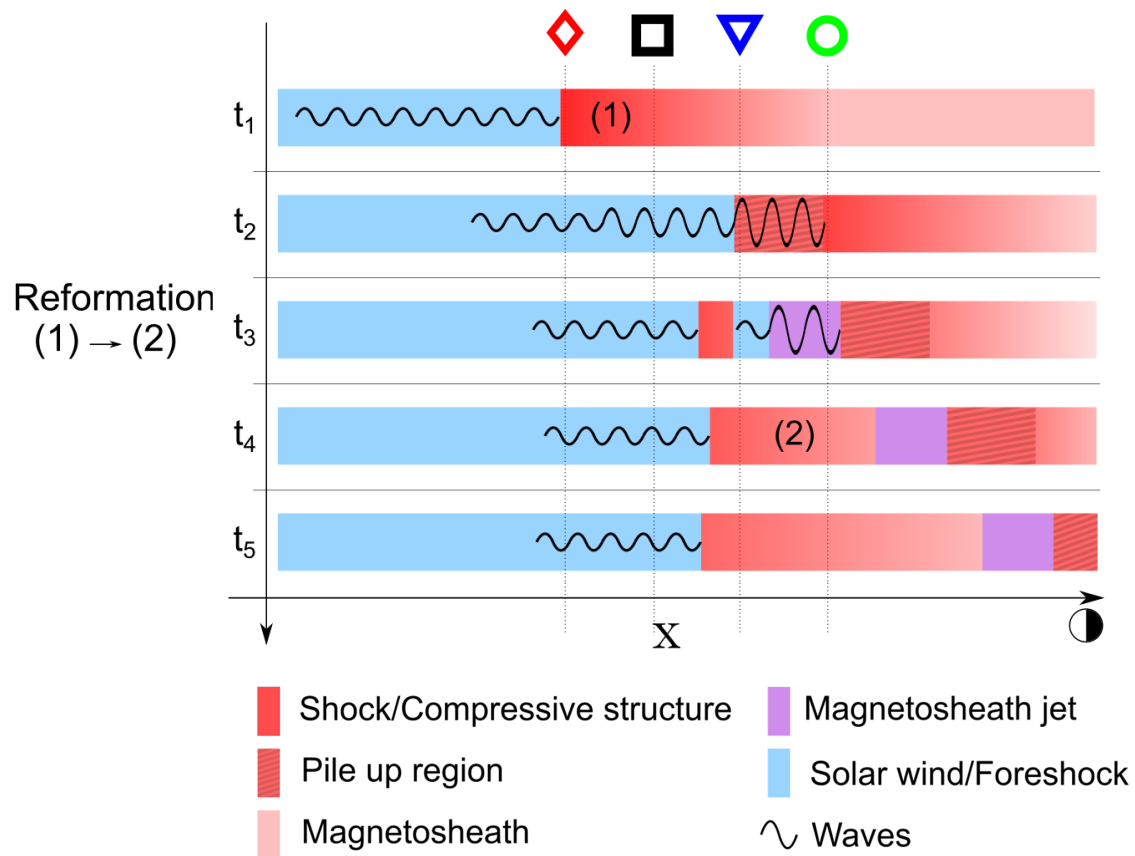 t₁
(1)
t₂
Reformation
(1) → (2)
t₃
t₄
(2)
t₅
X
Shock/Compressive structure
Magnetosheath jet
Pile up region
Solar wind/Foreshock
Magnetosheath
Waves